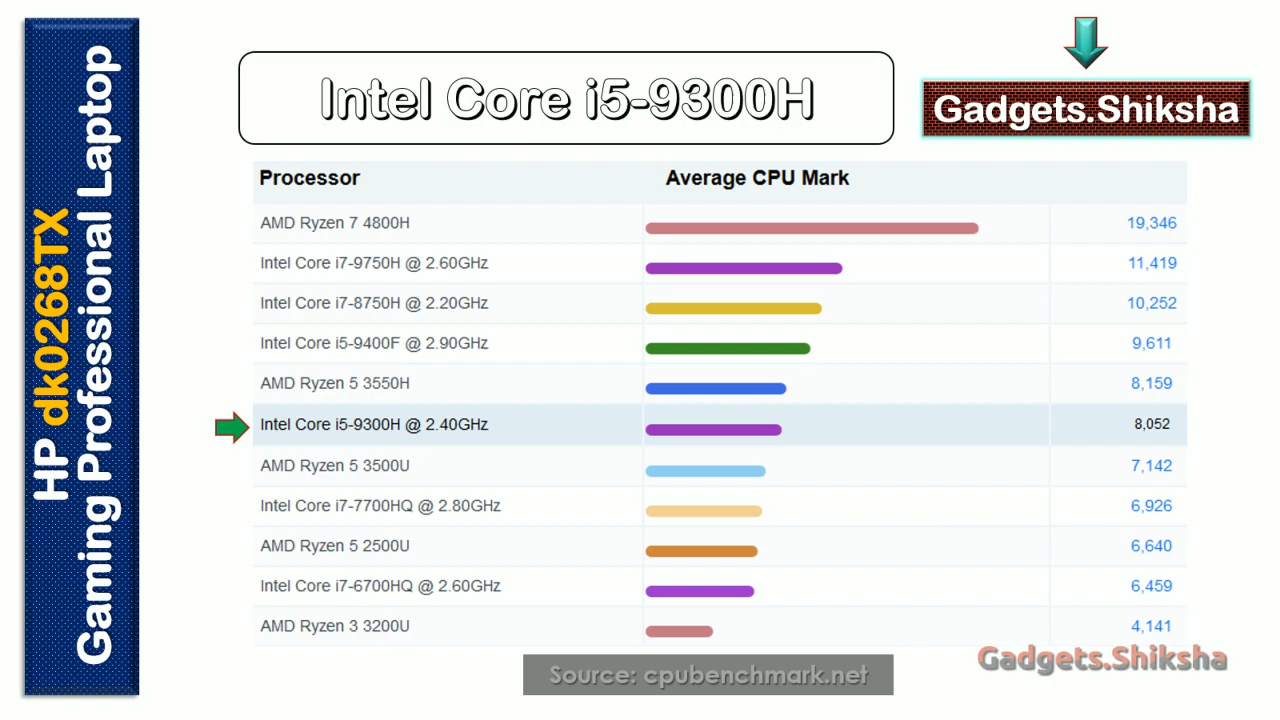 HP dk0268TX
Gaming Professional Laptop
Intel Core i5-9300H
Gadgets.Shiksha
Processor Average CPU Mark
AMD Ryzen 7 4800H 19,346
Intel Core i7-9750H @ 2.60GHz 11,419
Intel Core i7-8750H @ 2.20GHz 10,252
Intel Core i5-9400F @ 2.90GHz 9,611
AMD Ryzen 5 3550H 8,159
Intel Core i5-9300H @ 2.40GHz 8,052
AMD Ryzen 5 3500U 7,142
Intel Core i7-7700HQ @ 2.80GHz 6,926
AMD Ryzen 5 2500U 6,640
Intel Core i7-6700HQ @ 2.60GHz 6,459
AMD Ryzen 3 3200U 4,141
Gadgets.Shiksha
Source: cpubenchmark.net